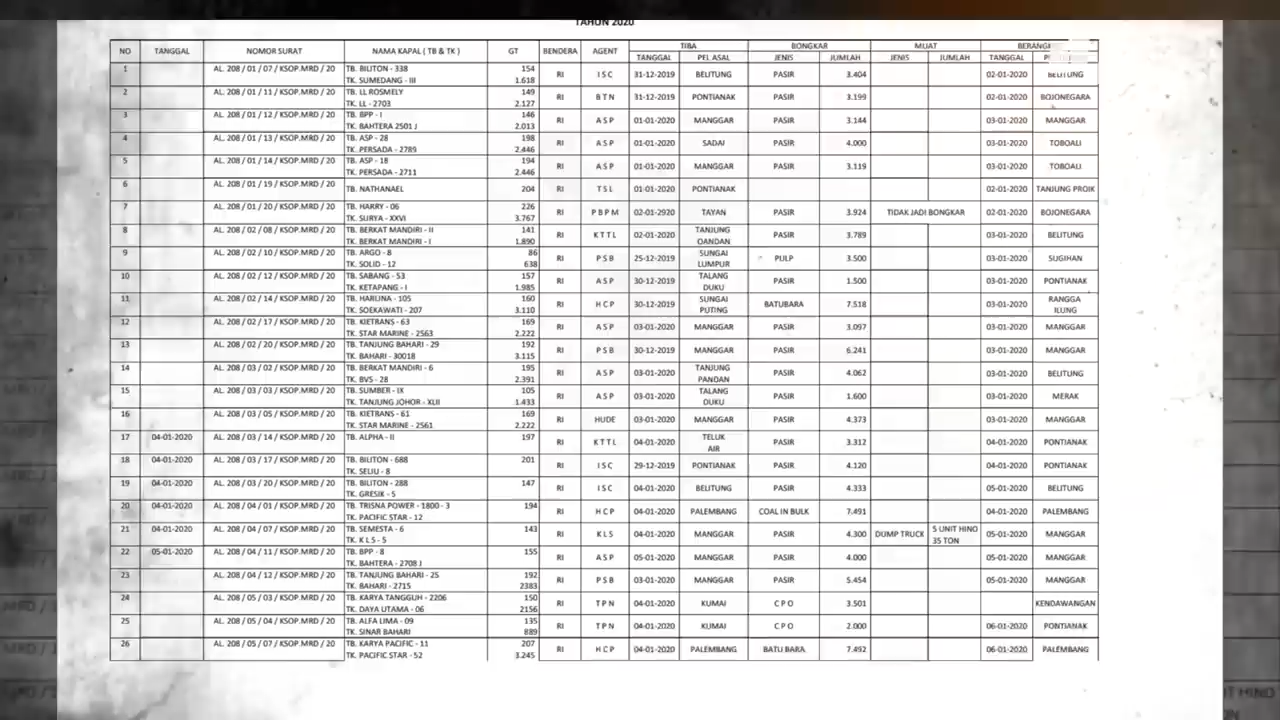 TAHUN 2020
NO TANGGAL NOMOR SURAT NAMA KAPAL ( TB & TK ) GT BENDERA AGENT TIBA BONGKAR MUAT
TANGGAL PEL ASAL JENIS JUMLAH JENIS JUMLAH TANGGAL
1 AL. 208 / 01 / 07 / KSOP.MRD / 20 TB. BILITON - 338 154 RI I S C 31-12-2019 BELITUNG PASIR 3.404 02-01-2020 BELITUNG
TK. SUMEDANG - III 1.618
2 AL. 208 / 01 / 11 / KSOP.MRD / 20 TB. LL ROSMELY 149 RI B T N 31-12-2019 PONTIANAK PASIR 3.199 02-01-2020 BOJONEGARA
TK. LL - 2703 2.127
3 AL. 208 / 01 / 12 / KSOP.MRD / 20 TB. BPP - I 146 RI A S P 01-01-2020 MANGGAR PASIR 3.144 03-01-2020 MANGGAR
TK. BAHTERA 2501 J 2.013
4 AL. 208 / 01 / 13 / KSOP.MRD / 20 TB. ASP - 28 198 RI A S P 01-01-2020 SADAI PASIR 4.000 03-01-2020 TOBOALI
TK. PERSADA - 2789 2.446
5 AL. 208 / 01 / 14 / KSOP.MRD / 20 TB. ASP - 18 194 RI A S P 01-01-2020 MANGGAR PASIR 3.119 03-01-2020 TOBOALI
TK. PERSADA - 2711 2.446
6 AL. 208 / 01 / 19 / KSOP.MRD / 20 TB. NATHANAEL 204 RI T S L 01-01-2020 PONTIANAK 02-01-2020 TANJUNG PROIK
7 AL. 208 / 01 / 20 / KSOP.MRD / 20 TB. HARRY - 06 226 RI P B P M 02-01-2920 TAYAN PASIR 3.924 TIDAK JADI BONGKAR 02-01-2020 BOJONEGARA
TK. SURYA - XXVI 3.767
8 AL. 208 / 02 / 08 / KSOP.MRD / 20 TB. BERKAT MANDIRI - II 141 RI K T T L 02-01-2020 TANJUNG OANDAN PASIR 3.789 03-01-2020 BELITUNG
TK. BERKAT MANDIRI - I 1.890
9 AL. 208 / 02 / 10 / KSOP.MRD / 20 TB. ARGO - 8 86 RI P S B 25-12-2019 SUNGAI LUMPUR PULP 3.500 03-01-2020 SUGIHAN
TK. SOLID - 12 638
10 AL. 208 / 02 / 12 / KSOP.MRD / 20 TB. SABANG - 53 157 RI A S P 30-12-2019 TALANG DUKU PASIR 1.500 03-01-2020 PONTIANAK
TK. KETAPANG - I 1.985
11 AL. 208 / 02 / 14 / KSOP.MRD / 20 TB. HARLINA - 105 160 RI H C P 30-12-2019 SUNGAI PUTING BATUBARA 7.518 03-01-2020 RANGGA ILUNG
TK. SOEKAWATI - 207 3.110
12 AL. 208 / 02 / 17 / KSOP.MRD / 20 TB. KIETRANS - 63 169 RI A S P 03-01-2020 MANGGAR PASIR 3.097 03-01-2020 MANGGAR
TK. STAR MARINE - 2563 2.222
13 AL. 208 / 02 / 20 / KSOP.MRD / 20 TB. TANJUNG BAHARI - 29 192 RI P S B 30-12-2019 MANGGAR PASIR 6.241 03-01-2020 MANGGAR
TK. BAHARI - 30018 3.115
14 AL. 208 / 03 / 02 / KSOP.MRD / 20 TB. BERKAT MANDIRI - 6 195 RI A S P 03-01-2020 TANJUNG PANDAN PASIR 4.062 03-01-2020 BELITUNG
TK. BVS - 28 2.391
15 AL. 208 / 03 / 03 / KSOP.MRD / 20 TB. SUMBER - IX 105 RI A S P 03-01-2020 TALANG DUKU PASIR 1.600 03-01-2020 MERAK
TK. TANJUNG JOHOR - XLII 1.433
16 AL. 208 / 03 / 05 / KSOP.MRD / 20 TB. KIETRANS - 61 169 RI HUDE 03-01-2020 MANGGAR PASIR 4.373 03-01-2020 MANGGAR
TK. STAR MARINE - 2561 2.222
17 04-01-2020 AL. 208 / 03 / 14 / KSOP.MRD / 20 TB. ALPHA - II 197 RI K T T L 04-01-2020 TELUK AIR PASIR 3.312 04-01-2020 PONTIANAK
18 04-01-2020 AL. 208 / 03 / 17 / KSOP.MRD / 20 TB. BILITON - 688 201 RI I S C 29-12-2019 PONTIANAK PASIR 4.120 04-01-2020 PONTIANAK
TK. SELIU - 8
19 04-01-2020 AL. 208 / 03 / 20 / KSOP.MRD / 20 TB. BILITON - 288 147 RI I S C 04-01-2020 BELITUNG PASIR 4.333 05-01-2020 BELITUNG
TK. GRESIK - 5
20 04-01-2020 AL. 208 / 04 / 01 / KSOP.MRD / 20 TB. TRISNA POWER - 1800 - 3 194 RI H C P 04-01-2020 PALEMBANG COAL IN BULK 7.491 04-01-2020 PALEMBANG
TK. PACIFIC STAR - 12
21 04-01-2020 AL. 208 / 04 / 07 / KSOP.MRD / 20 TB. SEMESTA - 6 143 RI K L S 04-01-2020 MANGGAR PASIR 4.300 DUMP TRUCK 5 UNIT HINO 35 TON 05-01-2020 MANGGAR
TK. K L S - 5
22 05-01-2020 AL. 208 / 04 / 11 / KSOP.MRD / 20 TB. BPP - 8 155 RI A S P 05-01-2020 MANGGAR PASIR 4.000 05-01-2020 MANGGAR
TK. BAHTERA - 2708 J
23 AL. 208 / 04 / 12 / KSOP.MRD / 20 TB. TANJUNG BAHARI - 25 192 RI P S B 03-01-2020 MANGGAR PASIR 5.454 05-01-2020 MANGGAR
TK. BAHARI - 2715 2383
24 AL. 208 / 05 / 03 / KSOP.MRD / 20 TB. KARYA TANGGUH - 2206 150 RI T P N 04-01-2020 KUMAI C P O 3.501 KENDAWANGAN
TK. DAYA UTAMA - 06 2156
25 AL. 208 / 05 / 04 / KSOP.MRD / 20 TB. ALFA LIMA - 09 135 RI T P N 04-01-2020 KUMAI C P O 2.000 06-01-2020 PONTIANAK
TK. SINAR BAHARI 889
26 AL. 208 / 05 / 07 / KSOP.MRD / 20 TB. KARYA PACIFIC - 11 207 RI H C P 04-01-2020 PALEMBANG BATU BARA 7.492 06-01-2020 PALEMBANG
TK. PACIFIC STAR - 52 3.245